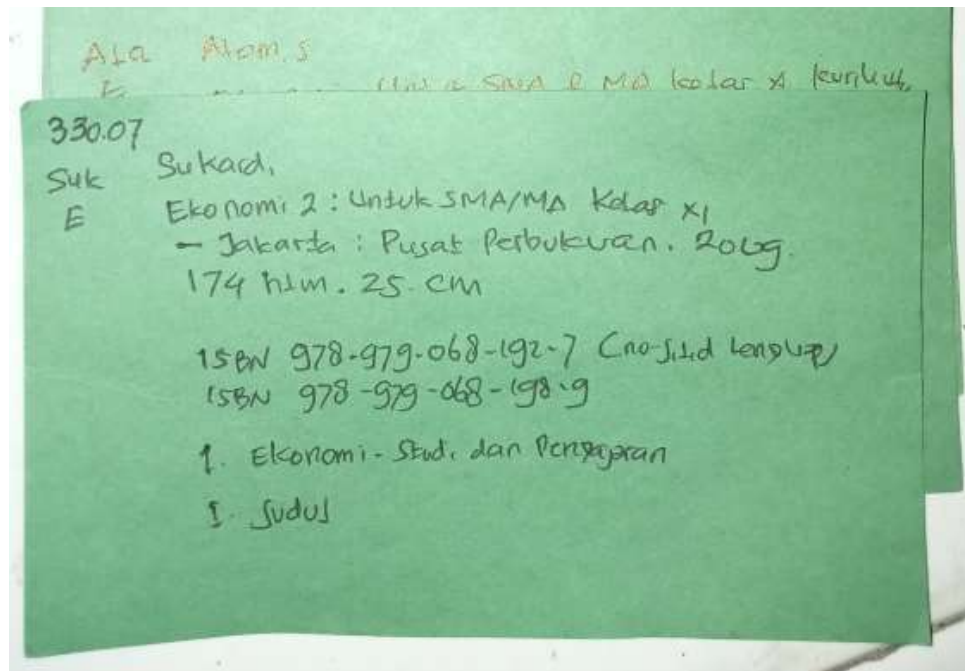 Ala Atom.s
E SMA & MA kelas X kurikul
330.07
Suk Sukardi
E Ekonomi 2 : Untuk SMA/MA Kelas XI
- Jakarta : Pusat Perbukuan. 2009.
174 hlm. 25. cm
ISBN 978-979-068-192-7 (no-jilid lengkap)
ISBN 978-979-068-198-9
1. Ekonomi - Studi dan Pengajaran
I. Judul